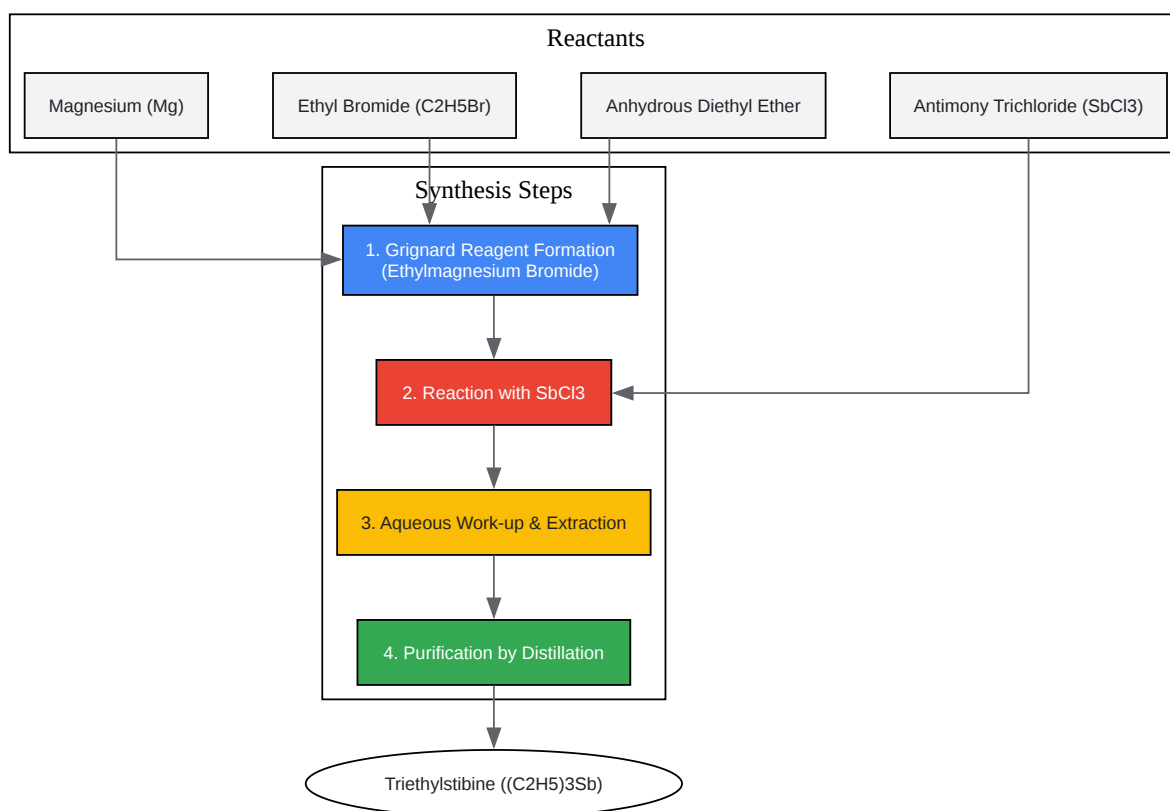 Reactants
Magnesium (Mg)
Ethyl Bromide (C2H5Br)
Anhydrous Diethyl Ether
Antimony Trichloride (SbCl3)
Synthesis Steps
1. Grignard Reagent Formation
(Ethylmagnesium Bromide)
2. Reaction with SbCl3
3. Aqueous Work-up & Extraction
4. Purification by Distillation
Triethylstibine ((C2H5)3Sb)